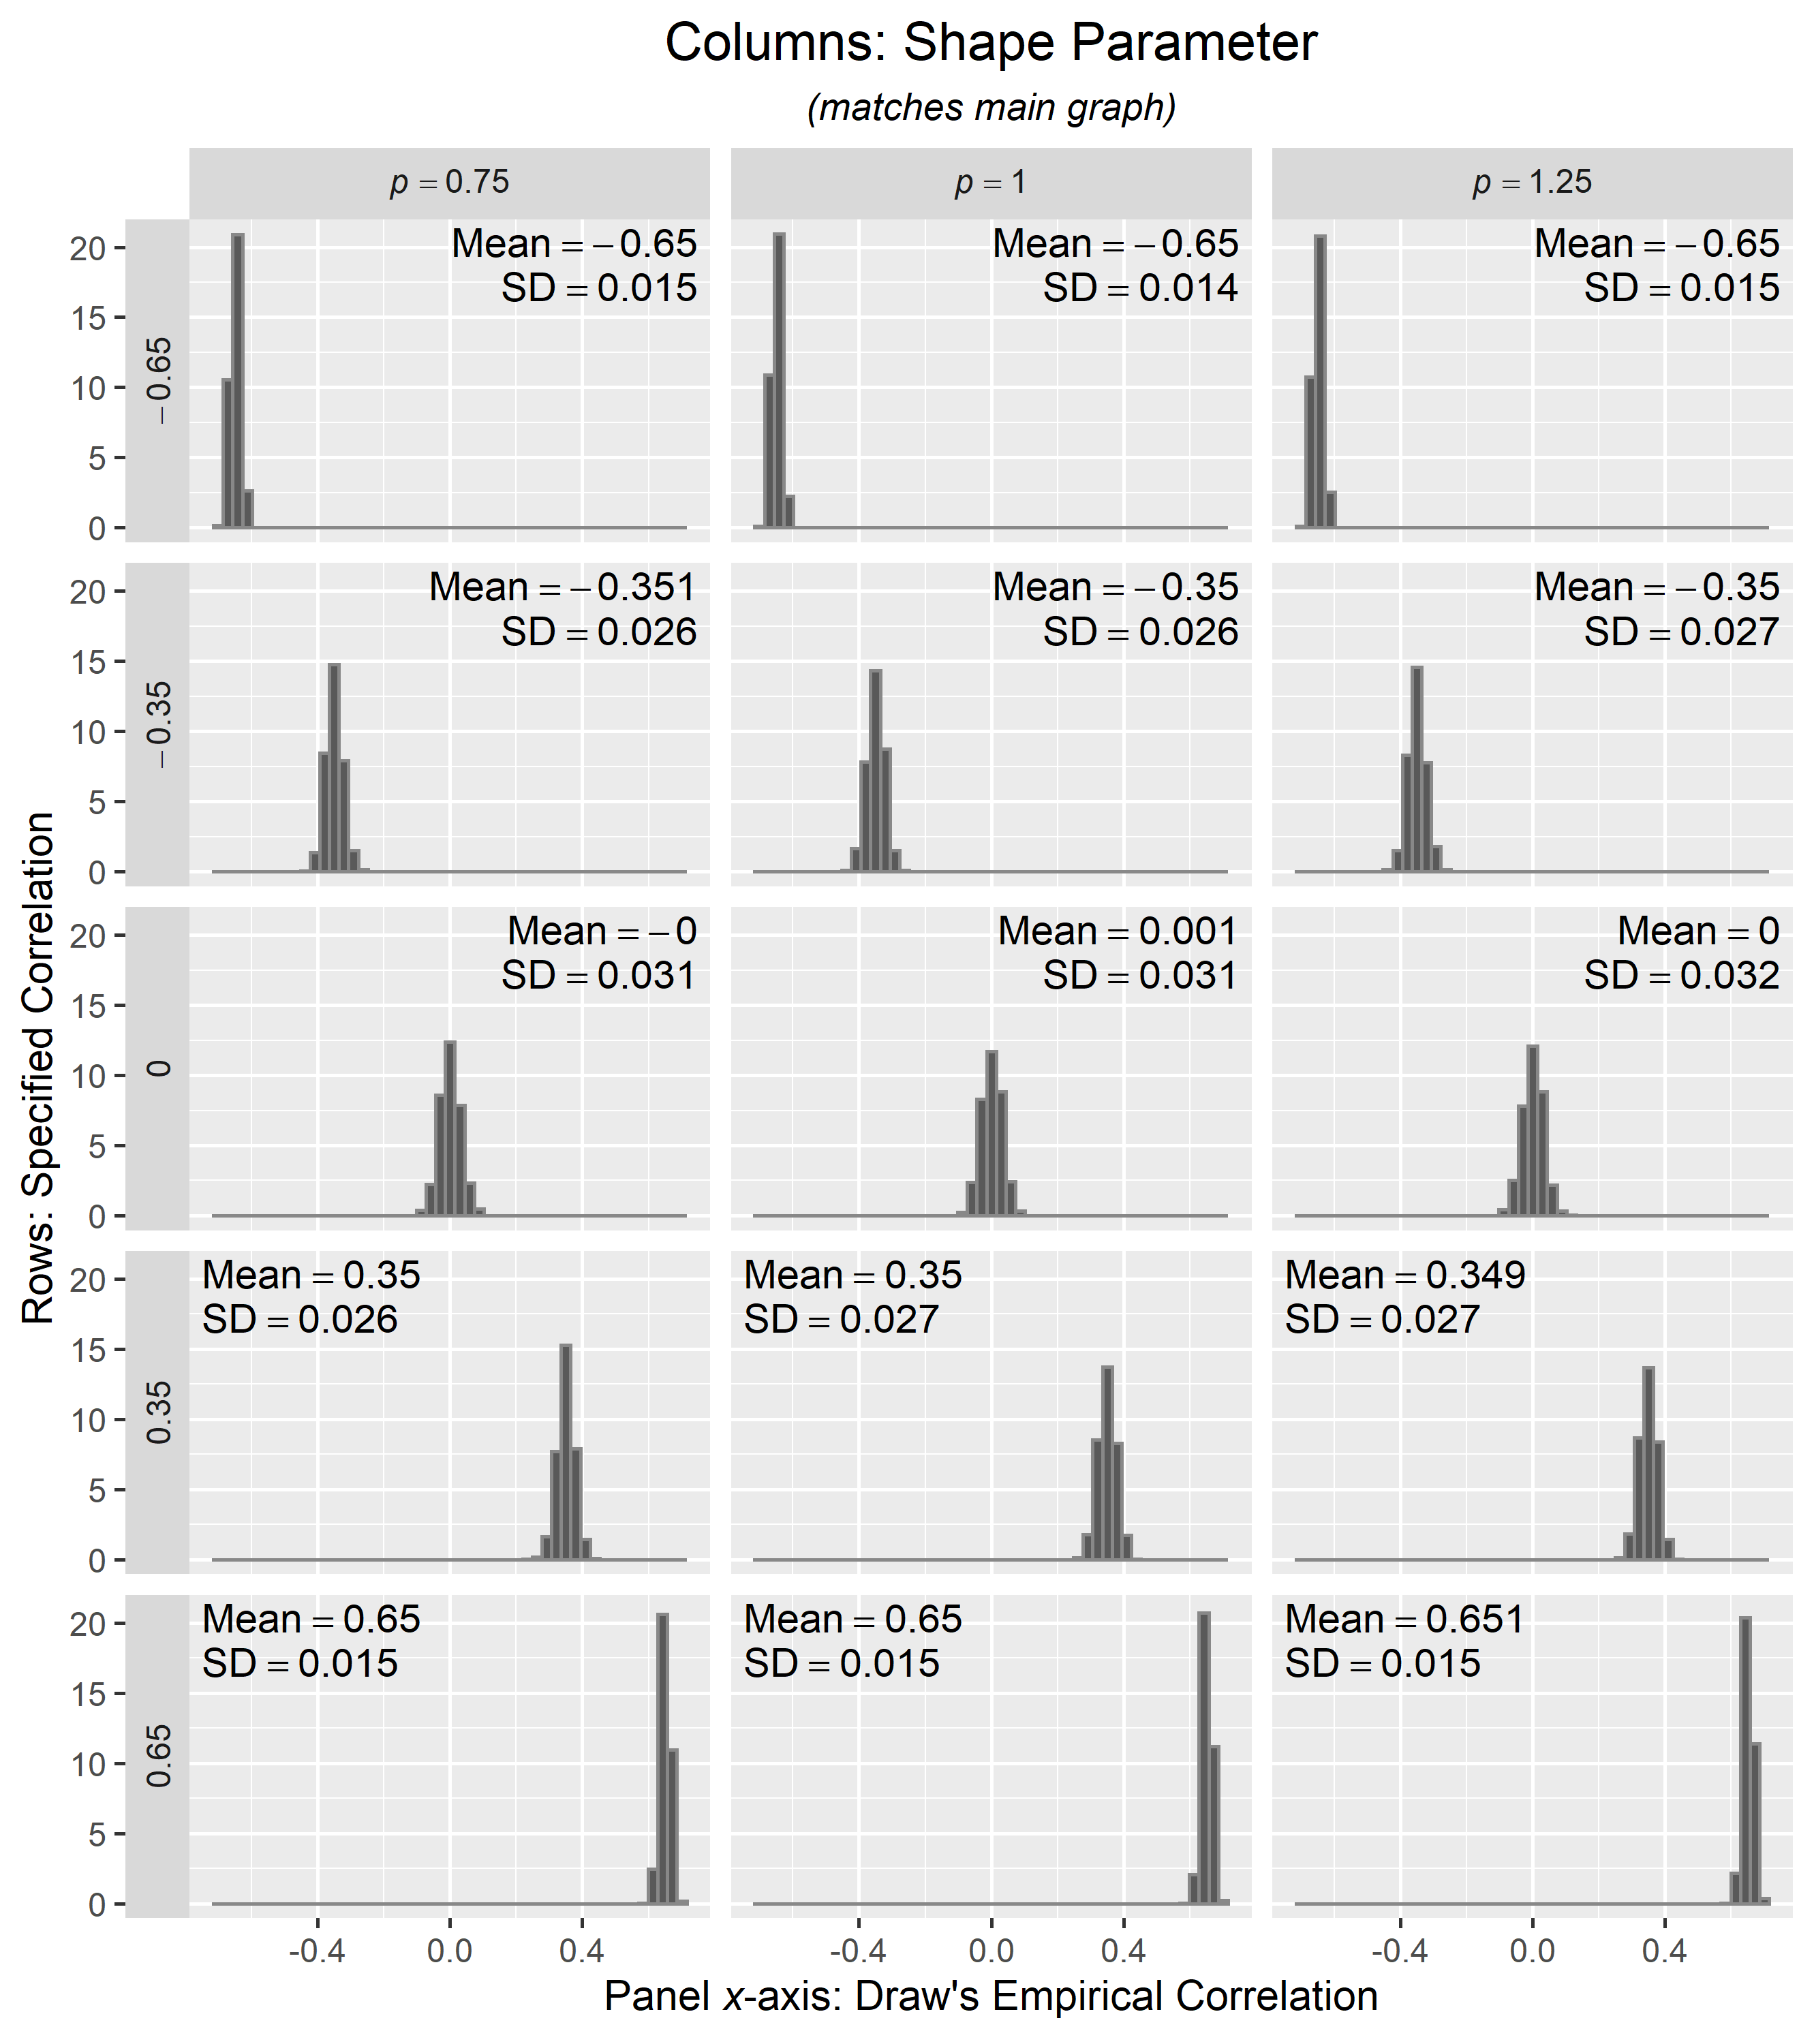 Columns: Shape Parameter
(matches main graph)
p = 0.75
p = 1
p = 1.25
Rows: Specified Correlation
−0.65
20
15
10
5
0
Mean = −0.65
SD = 0.015
Mean = −0.65
SD = 0.014
Mean = −0.65
SD = 0.015
−0.35
20
15
10
5
0
Mean = −0.351
SD = 0.026
Mean = −0.35
SD = 0.026
Mean = −0.35
SD = 0.027
0
20
15
10
5
0
Mean = −0
SD = 0.031
Mean = 0.001
SD = 0.031
Mean = 0
SD = 0.032
0.35
20
15
10
5
0
Mean = 0.35
SD = 0.026
Mean = 0.35
SD = 0.027
Mean = 0.349
SD = 0.027
0.65
20
15
10
5
0
Mean = 0.65
SD = 0.015
Mean = 0.65
SD = 0.015
Mean = 0.651
SD = 0.015
-0.4 0.0 0.4
-0.4 0.0 0.4
-0.4 0.0 0.4
Panel x-axis: Draw's Empirical Correlation